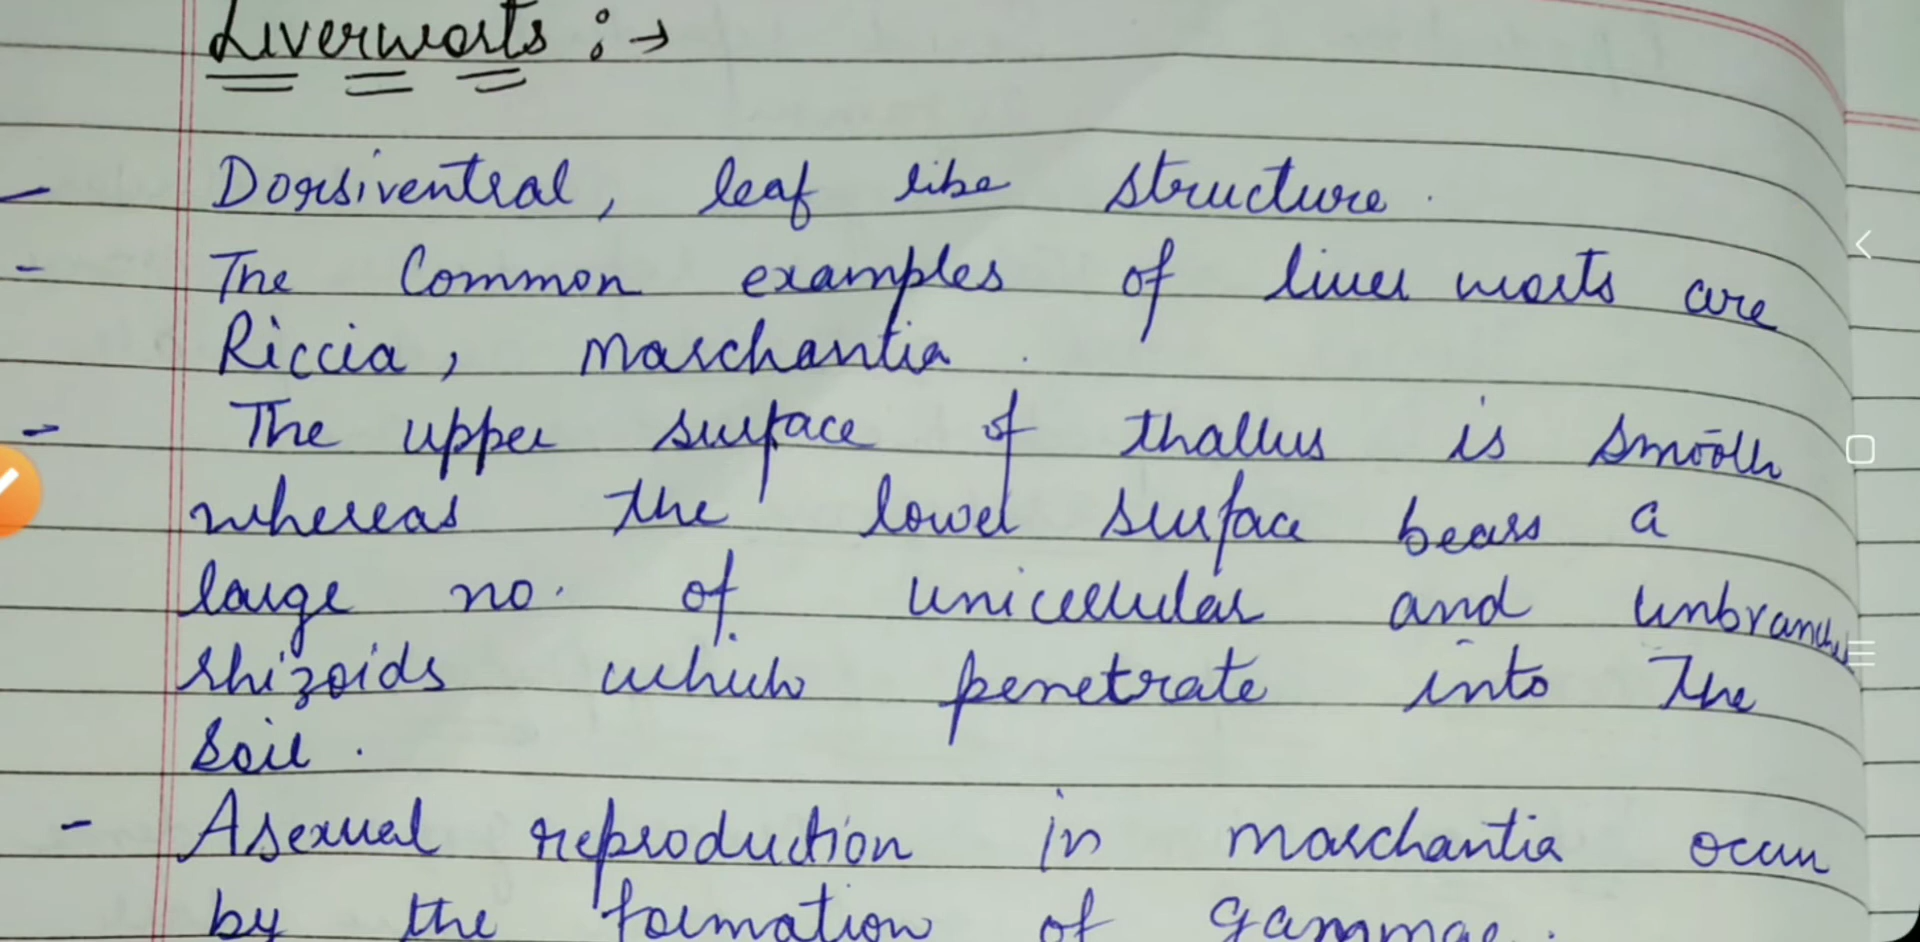 Liverworts :→
- Dorsiventral, leaf like structure.
- The Common examples of liver worts are
Riccia, Marchantia.
- The upper surface of thallus is smooth
whereas the lower surface bears a
large no. of unicellular and unbranched
rhizoids which penetrate into the
soil.
- Asexual reproduction in marchantia occur
by the formation of gammae.